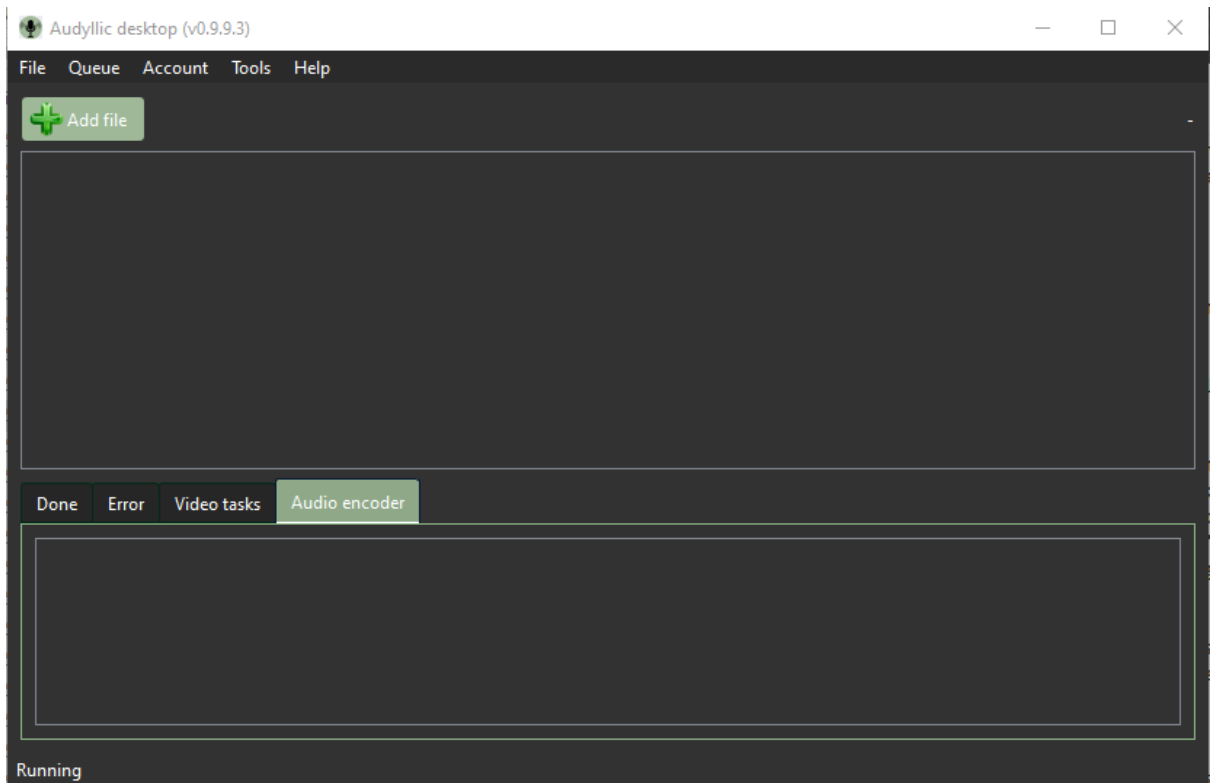 Audyllic desktop (v0.9.9.3)
File Queue Account Tools Help
Add file
-
Done Error Video tasks Audio encoder
Running